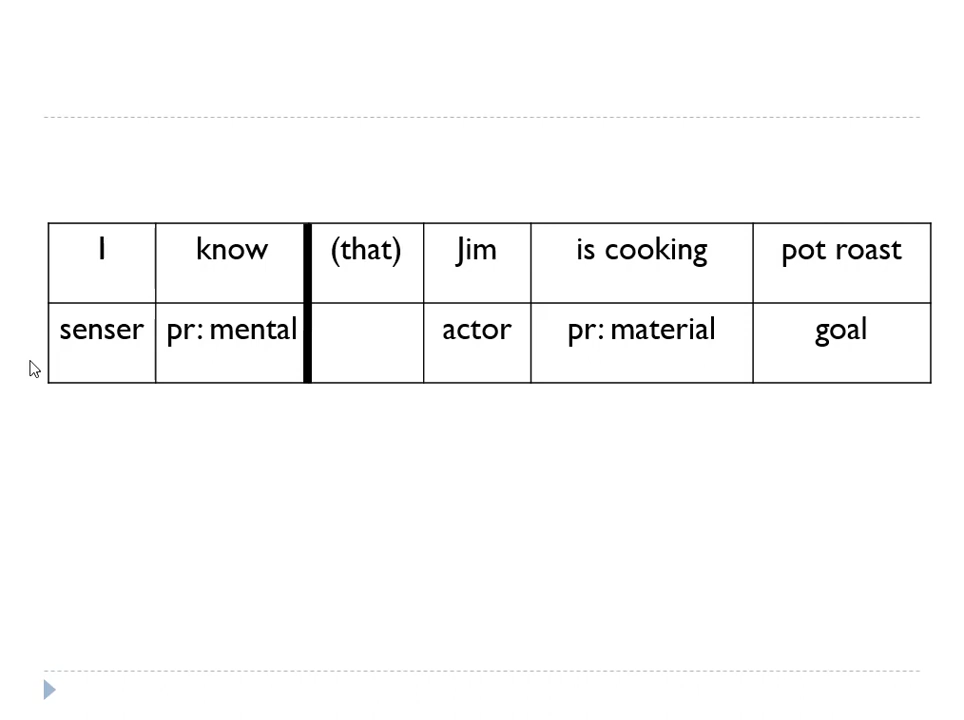 I know (that) Jim is cooking pot roast
senser pr: mental actor pr: material goal